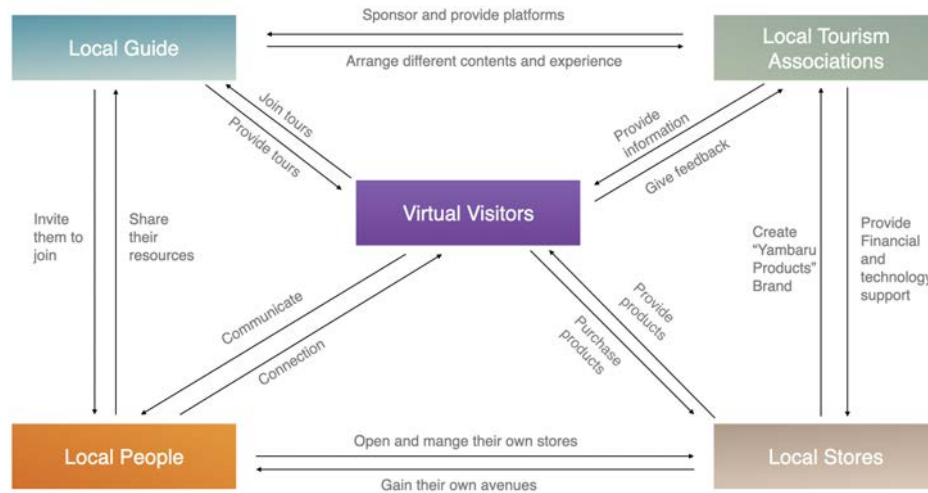 Sponsor and provide platforms
Local Guide
Local Tourism
Associations
Arrange different contents and experience
Join tours
Provide tours
Provide
information
Give feedback
Virtual Visitors
Invite
them to
join
Share
their
resources
Create
“Yambaru
Products”
Brand
Provide
Financial
and
technology
support
Communicate
Connection
Provide
products
Purchase
products
Local People
Open and mange their own stores
Gain their own avenues
Local Stores